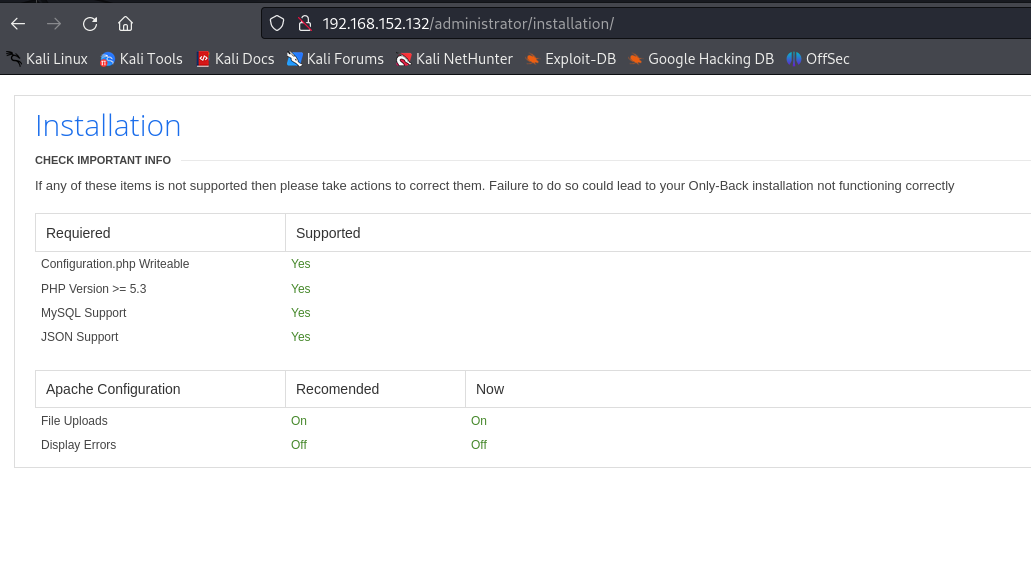 192.168.152.132/administrator/installation/
Kali Linux Kali Tools Kali Docs Kali Forums Kali NetHunter Exploit-DB Google Hacking DB OffSec
Installation
CHECK IMPORTANT INFO
If any of these items is not supported then please take actions to correct them. Failure to do so could lead to your Only-Back installation not functioning correctly
Requiered Supported
Configuration.php Writeable Yes
PHP Version >= 5.3 Yes
MySQL Support Yes
JSON Support Yes
Apache Configuration Recomended Now
File Uploads On On
Display Errors Off Off